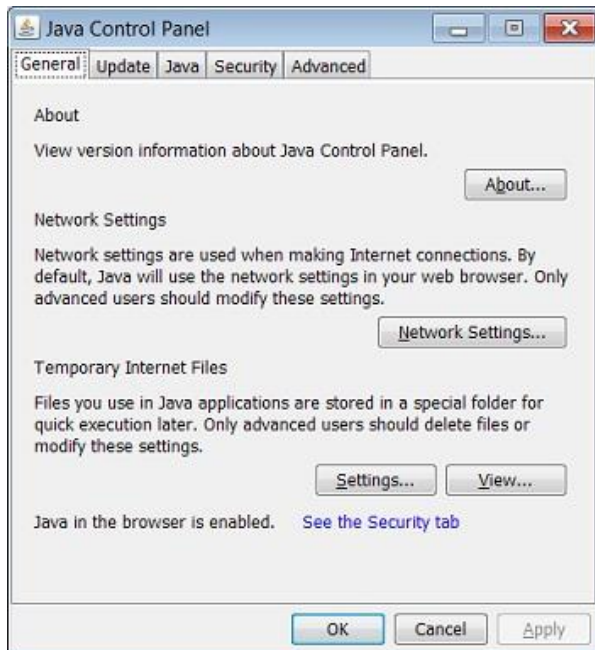 Java Control Panel
General Update Java Security Advanced
About
View version information about Java Control Panel.
About...
Network Settings
Network settings are used when making Internet connections. By
default, Java will use the network settings in your web browser. Only
advanced users should modify these settings.
Network Settings...
Temporary Internet Files
Files you use in Java applications are stored in a special folder for
quick execution later. Only advanced users should delete files or
modify these settings.
Settings... View...
Java in the browser is enabled. See the Security tab
OK Cancel Apply